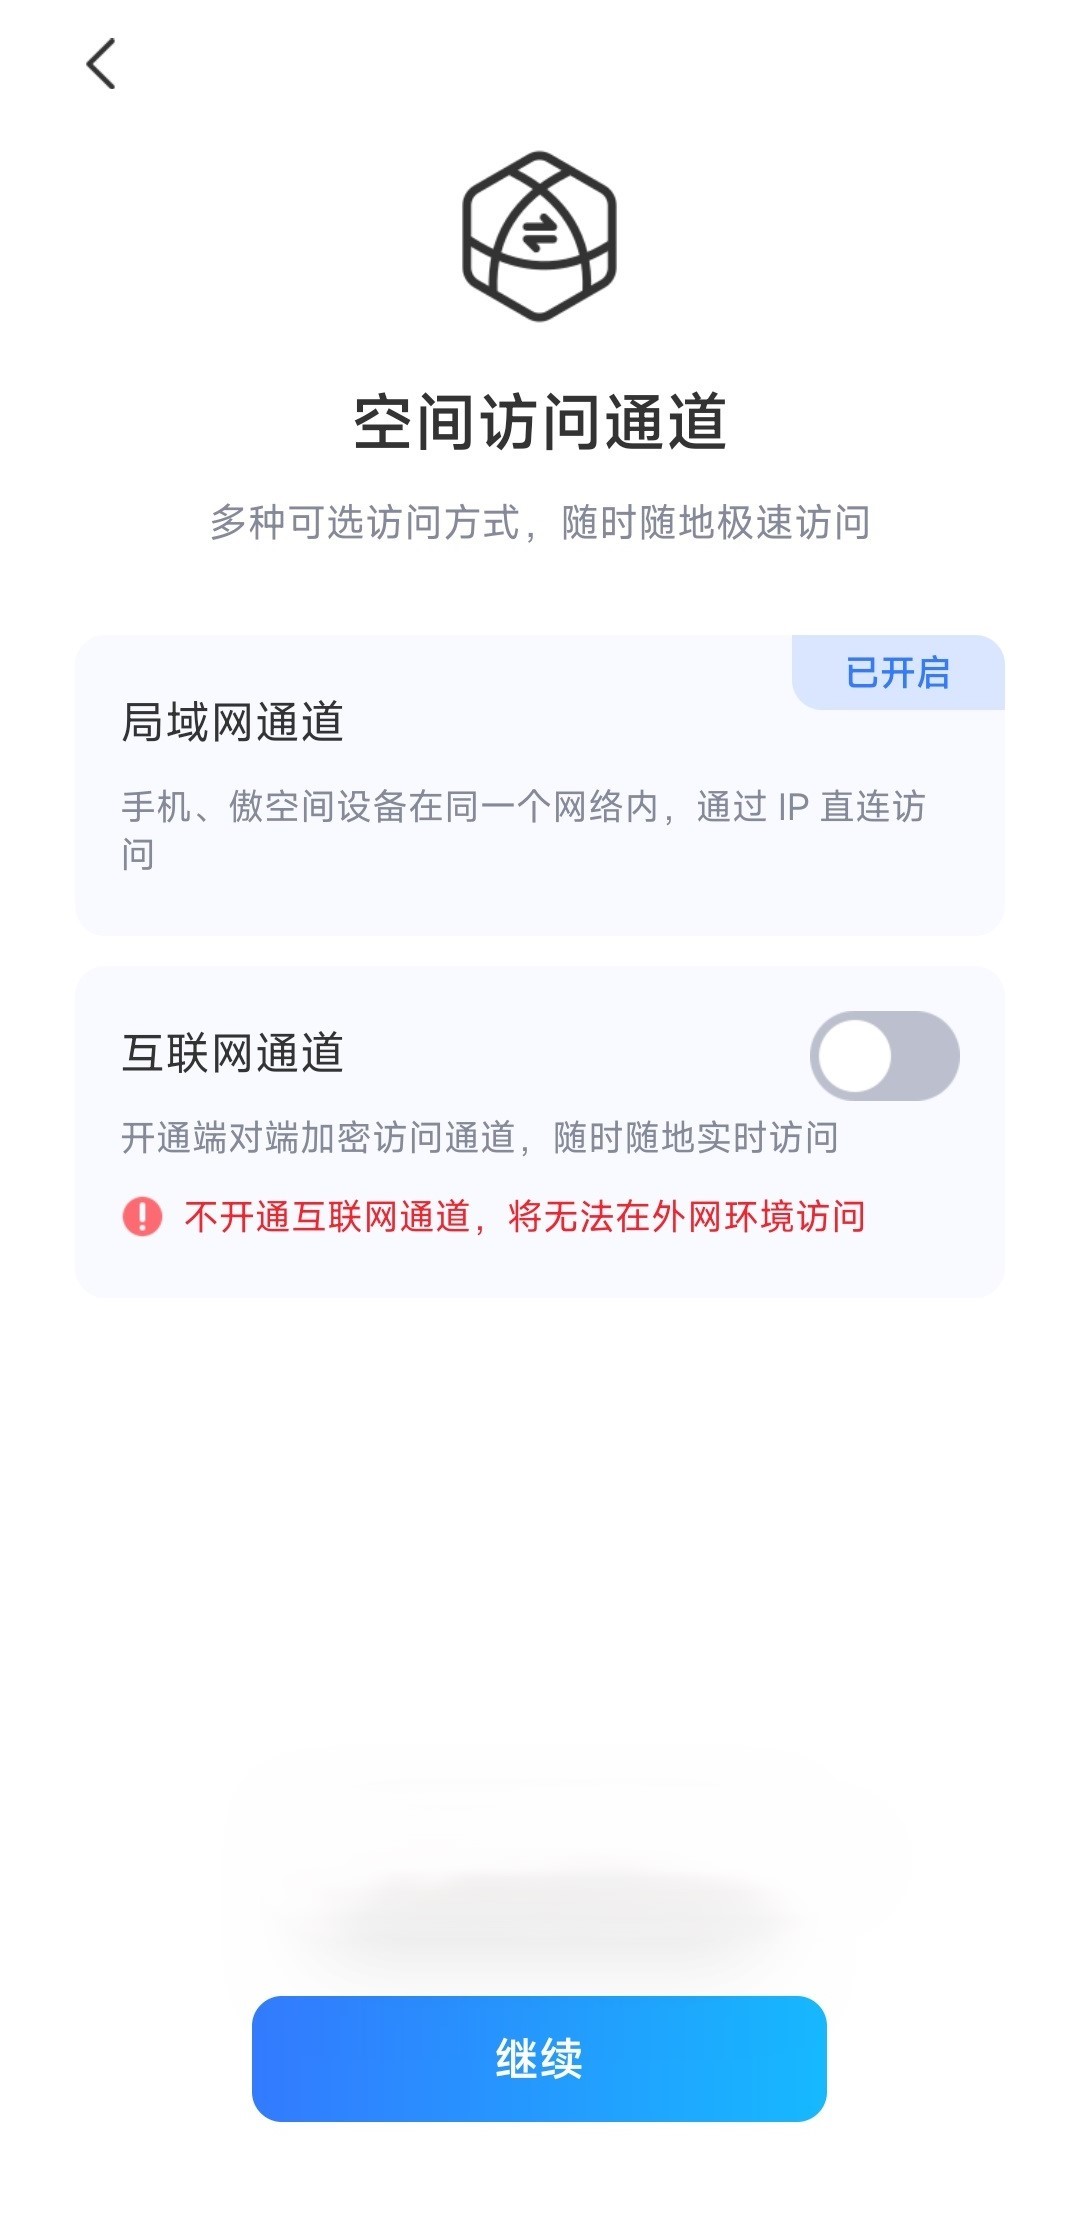 空间访问通道
多种可选访问方式，随时随地极速访问
已开启
局域网通道
手机、傲空间设备在同一个网络内，通过 IP 直连访
问
互联网通道
开通端对端加密访问通道，随时随地实时访问
不开通互联网通道，将无法在外网环境访问
继续